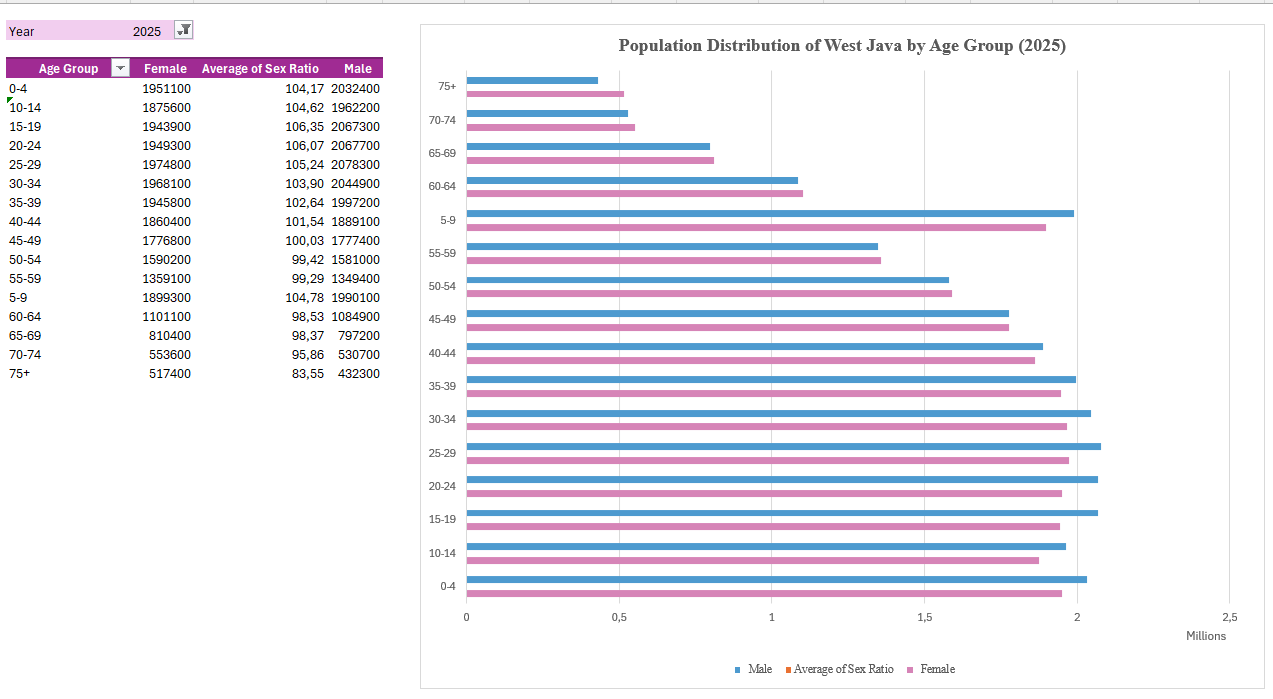 Year 2025
Age Group Female Average of Sex Ratio Male
0-4 1951100 104,17 2032400
10-14 1875600 104,62 1962200
15-19 1943900 106,35 2067300
20-24 1949300 106,07 2067700
25-29 1974800 105,24 2078300
30-34 1968100 103,90 2044900
35-39 1945800 102,64 1997200
40-44 1860400 101,54 1889100
45-49 1776800 100,03 1777400
50-54 1590200 99,42 1581000
55-59 1359100 99,29 1349400
5-9 1899300 104,78 1990100
60-64 1101100 98,53 1084900
65-69 810400 98,37 797200
70-74 553600 95,86 530700
75+ 517400 83,55 432300
Population Distribution of West Java by Age Group (2025)
75+
70-74
65-69
60-64
5-9
55-59
50-54
45-49
40-44
35-39
30-34
25-29
20-24
15-19
10-14
0-4
0 0,5 1 1,5 2 2,5
Millions
Male Average of Sex Ratio Female